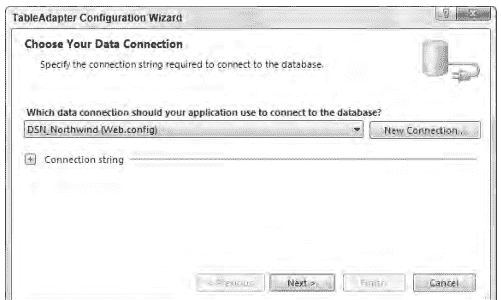 TableAdapter Configuration Wizard
Choose Your Data Connection
Specify the connection string required to connect to the database.
Which data connection should your application use to connect to the database?
DSN_Northwind (Web.config)
New Connection...
Connection string
< Previous
Next >
Finish
Cancel